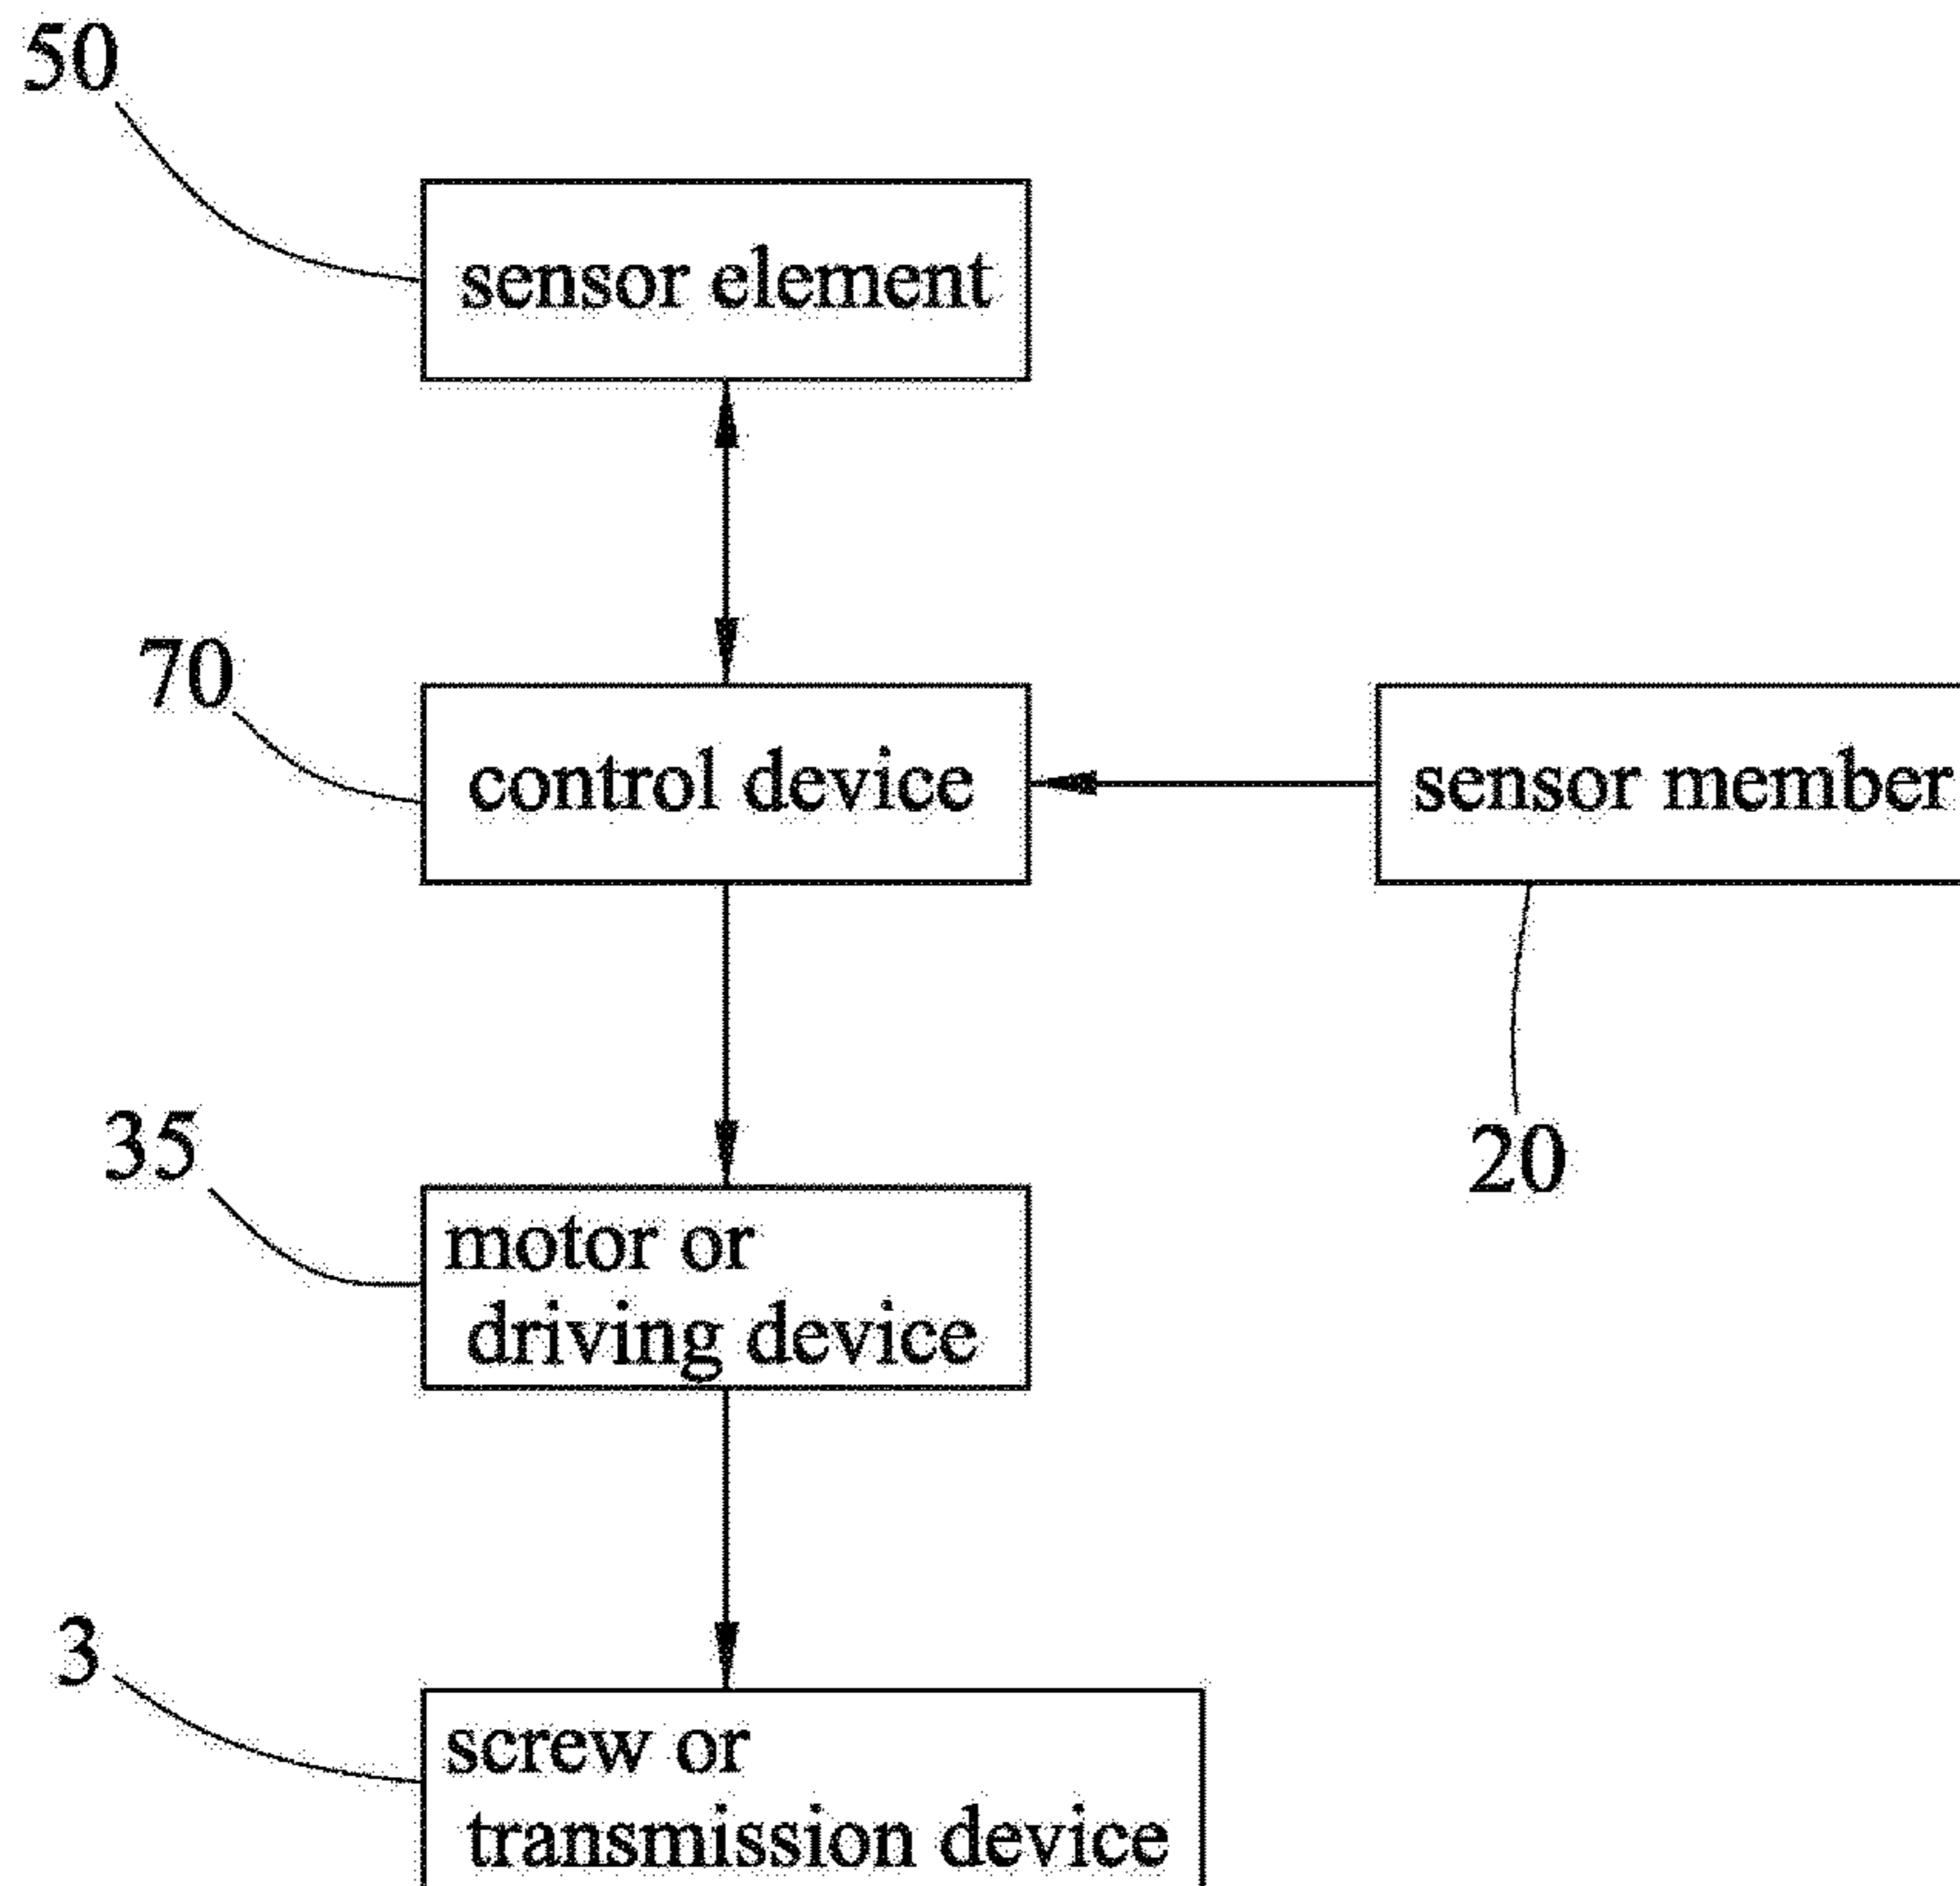 50
sensor element
70
control device
sensor member
20
35
motor or
driving device
3
screw or
transmission device